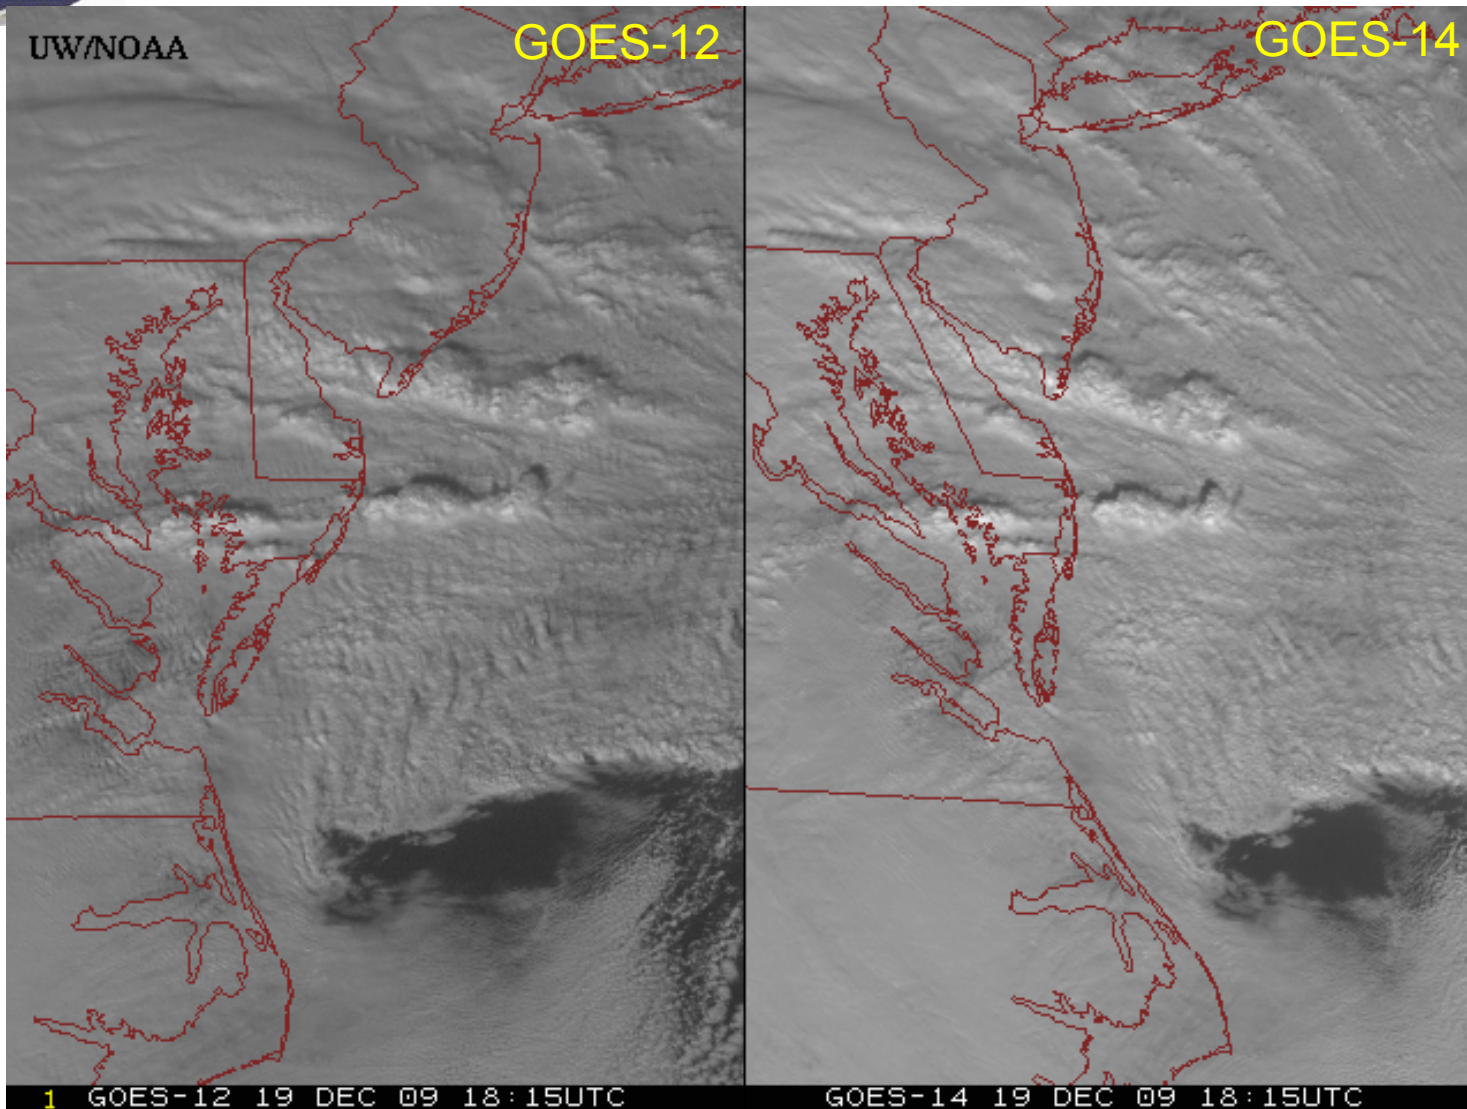 UW/NOAA
GOES-12
GOES-14
1 GOES-12 19 DEC 09 18:15UTC
GOES-14 19 DEC 09 18:15UTC